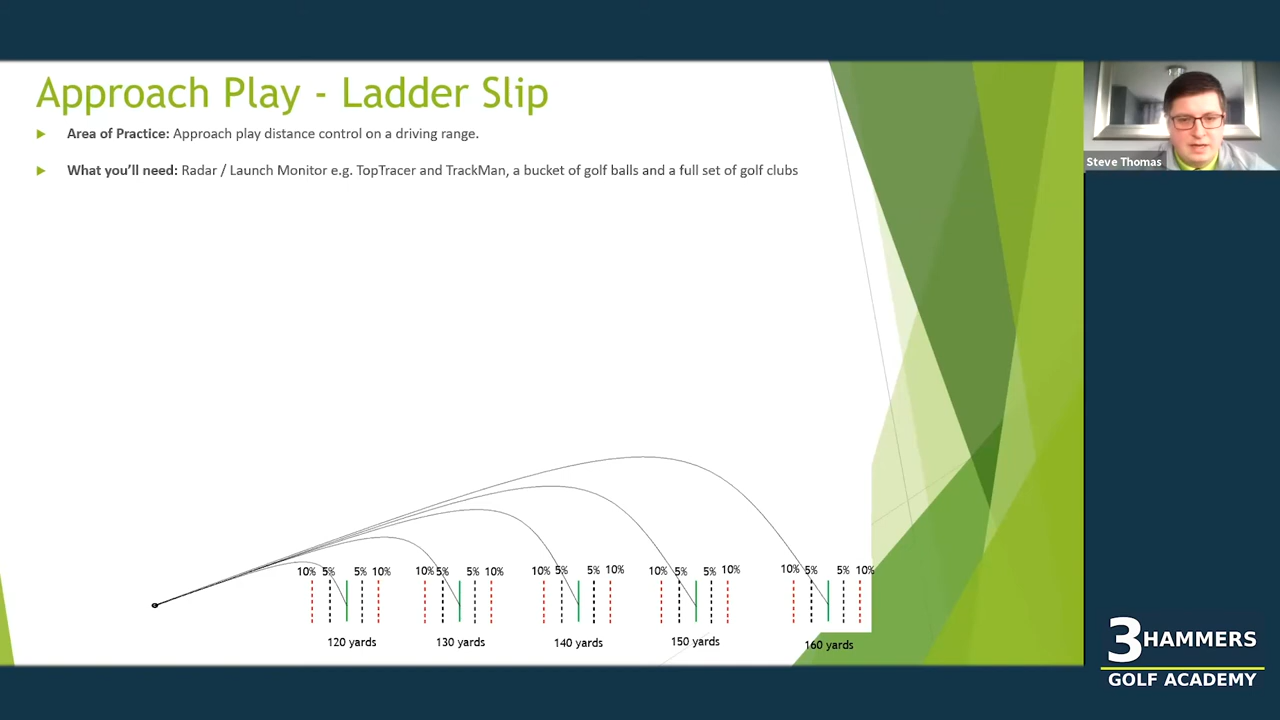 Approach Play - Ladder Slip
Area of Practice: Approach play distance control on a driving range.
What you'll need: Radar / Launch Monitor e.g. TopTracer and TrackMan, a bucket of golf balls and a full set of golf clubs
Steve Thomas
10% 5% 5% 10% 10% 5% 5% 10% 10% 5% 5% 10% 10% 5% 5% 10% 10% 5% 5% 10%
120 yards 130 yards 140 yards 150 yards 160 yards
3HAMMERS
GOLF ACADEMY